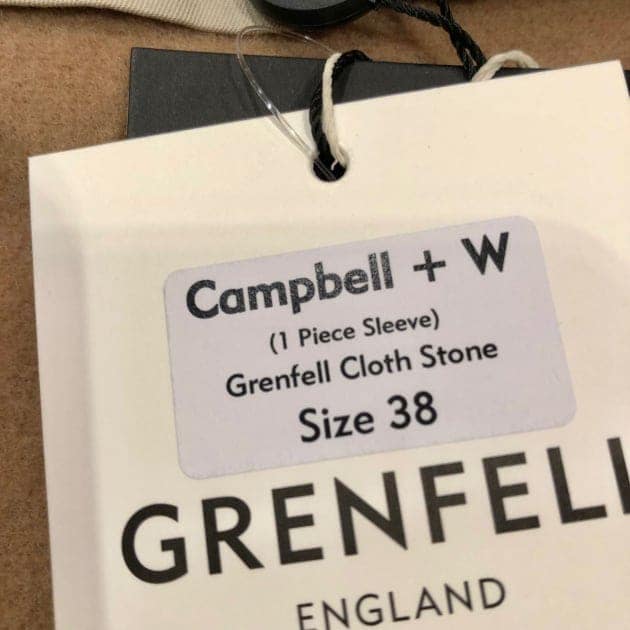 Campbell + W
(1 Piece Sleeve)
Grenfell Cloth Stone
Size 38
GRENFELL
ENGLAND